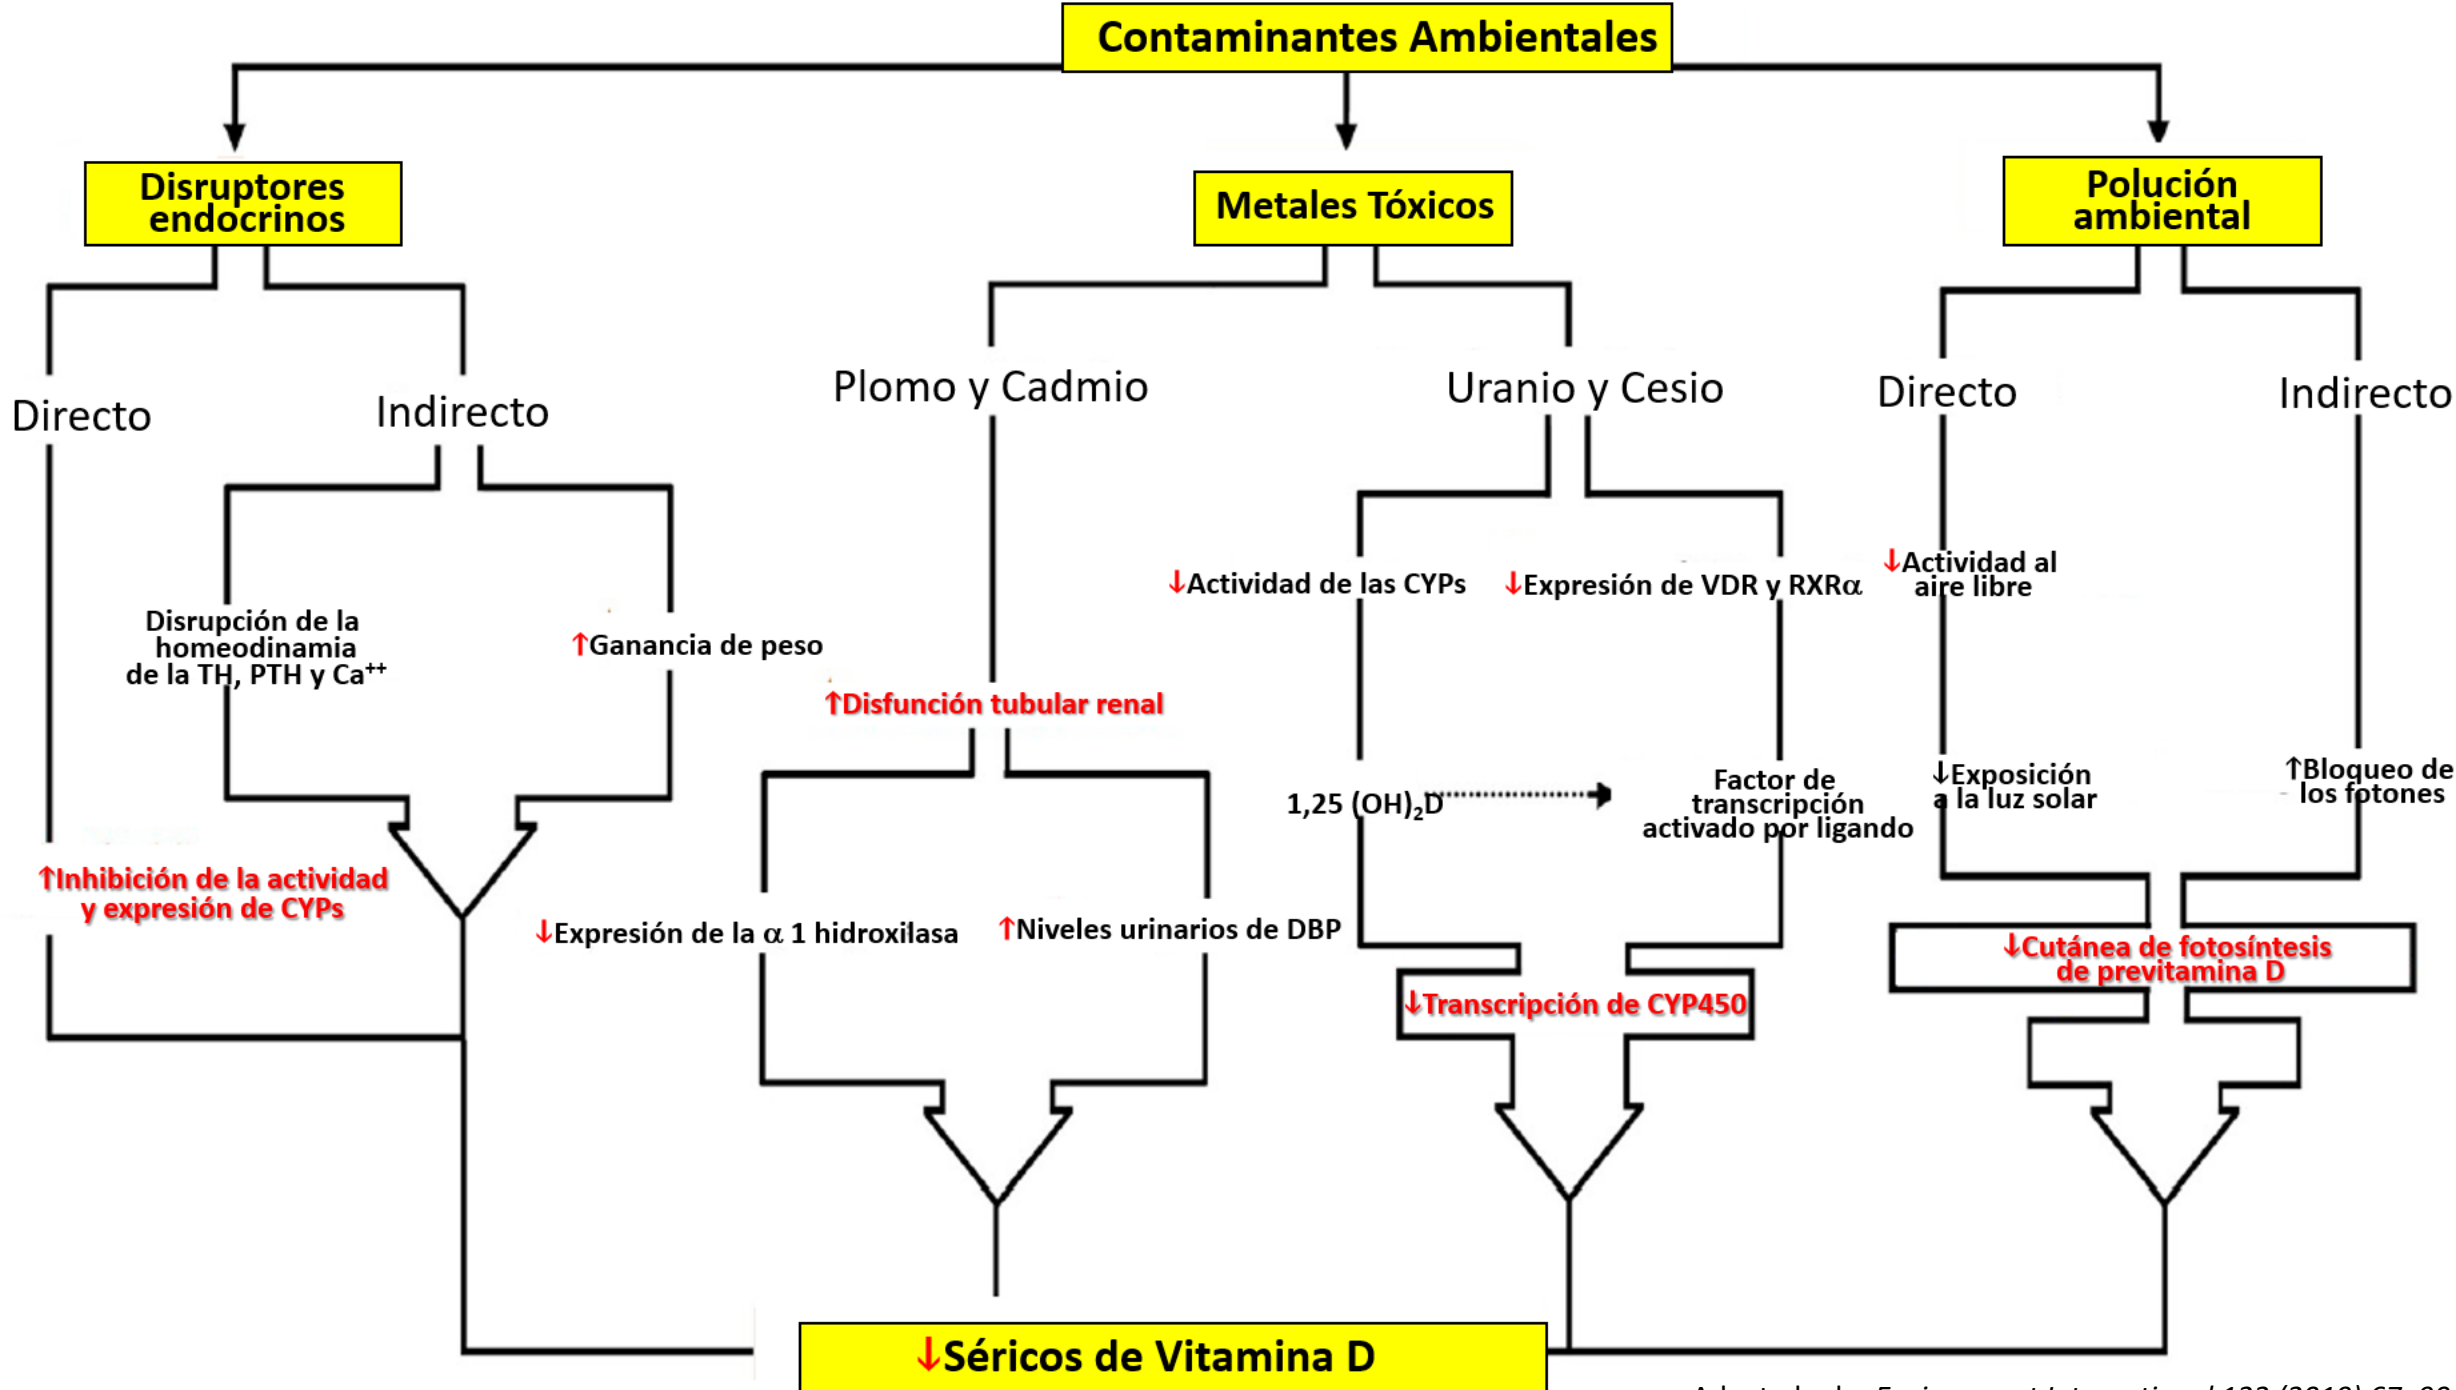 Contaminantes Ambientales
Disruptores
endocrinos
Metales Tóxicos
Polución
ambiental
Directo
Indirecto
Plomo y Cadmio
Uranio y Cesio
Directo
Indirecto
Disrupción de la
homeodinamia
de la TH, PTH y Ca⁺⁺
↑Ganancia de peso
↑Inhibición de la actividad
y expresión de CYPs
↑Disfunción tubular renal
↓Expresión de la α 1 hidroxilasa
↑Niveles urinarios de DBP
↓Actividad de las CYPs
↓Expresión de VDR y RXRα
1,25 (OH)₂D
Factor de
transcripción
activado por ligando
↓Transcripción de CYP450
↓Actividad al
aire libre
↓Exposición
a la luz solar
↑Bloqueo de
los fotones
↓Cutánea de fotosíntesis
de previtamina D
↓Séricos de Vitamina D